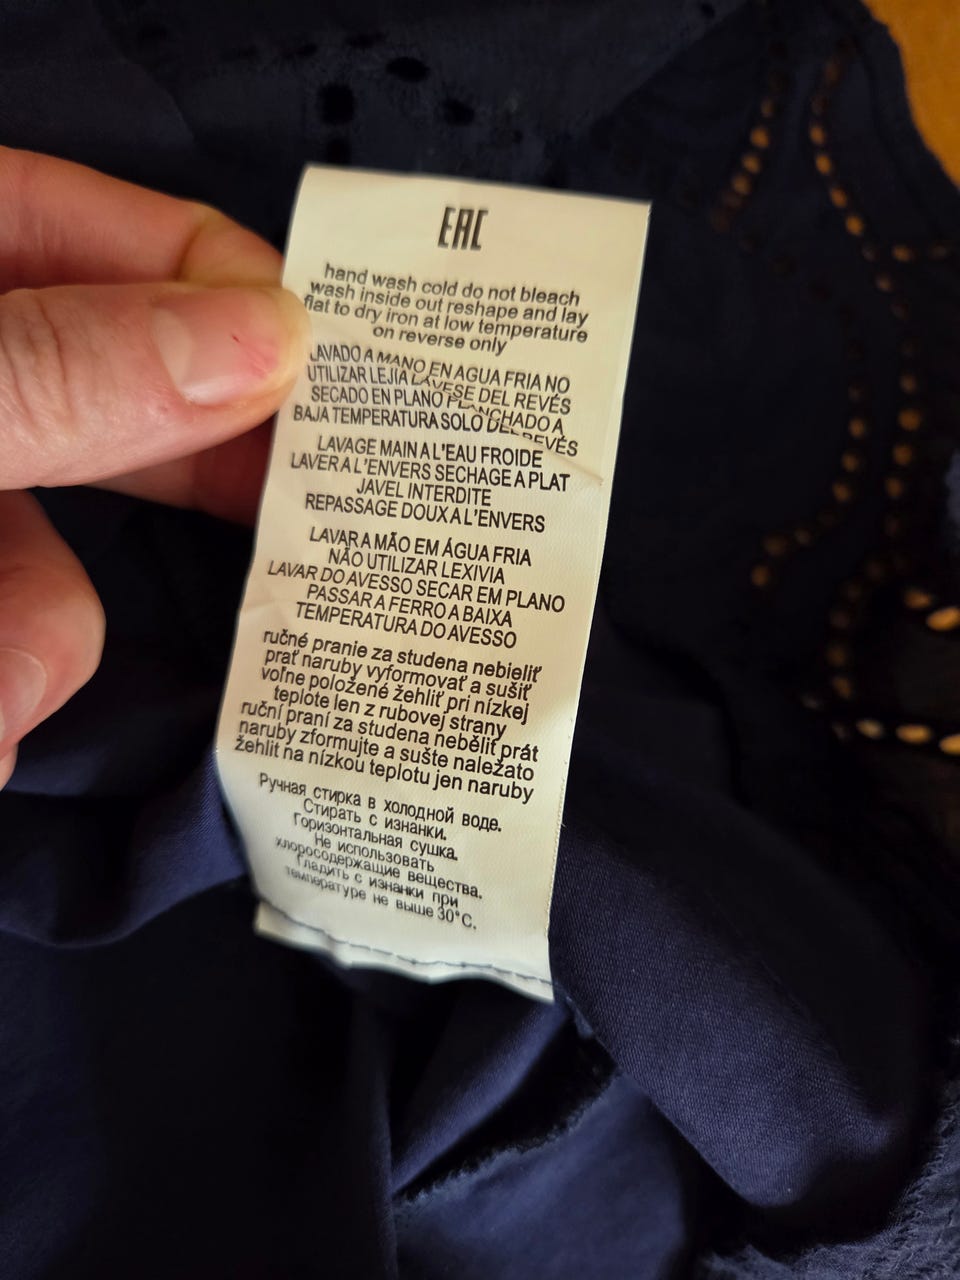 EAC
hand wash cold do not bleach
wash inside out reshape and lay
flat to dry iron at low temperature
on reverse only
LAVADO A MANO EN AGUA FRIA NO
UTILIZAR LEJÍA LÁVESE DEL REVÉS
SECADO EN PLANO PLANCHADO A
BAJA TEMPERATURA SOLO DEL REVÉS
LAVAGE MAIN A L'EAU FROIDE
LAVER A L'ENVERS SECHAGE A PLAT
JAVEL INTERDITE
REPASSAGE DOUX A L'ENVERS
LAVAR A MÃO EM ÁGUA FRIA
NÃO UTILIZAR LEXIVIA
LAVAR DO AVESSO SECAR EM PLANO
PASSAR A FERRO A BAIXA
TEMPERATURA DO AVESSO
ručné pranie za studena nebieliť
prať naruby vyformovať a sušiť
voľne položené žehliť pri nízkej
teplote len z rubovej strany
ruční praní za studena neběliť prát
naruby zformujte a sušte naležato
žehlit na nízkou teplotu jen naruby
Ручная стирка в холодной воде.
Стирать с изнанки.
Горизонтальная сушка.
Не использовать
хлоросодержащие вещества.
Гладить с изнанки при
температуре не выше 30°C.